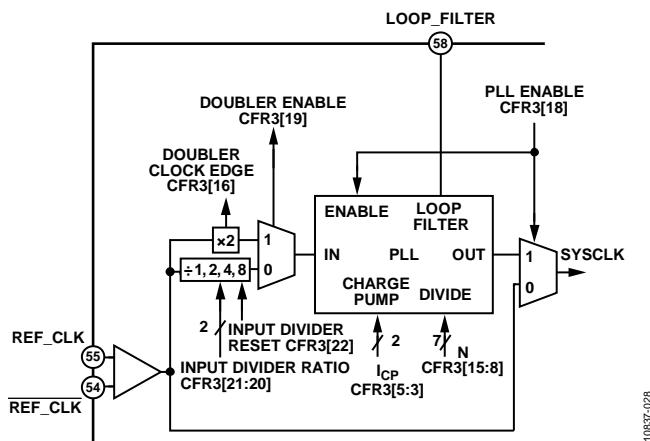 LOOP_FILTER
58
DOUBLER ENABLE
CFR3[19]
PLL ENABLE
CFR3[18]
DOUBLER
CLOCK EDGE
CFR3[16]
ENABLE
LOOP
FILTER
×2
1
IN
PLL
OUT
1
SYSCLK
÷1, 2, 4, 8
0
0
CHARGE
PUMP
DIVIDE
2
INPUT DIVIDER
RESET CFR3[22]
2
7
REF_CLK
55
INPUT DIVIDER RATIO
CFR3[21:20]
ICP
CFR3[5:3]
N
CFR3[15:8]
54
REF_CLK
10837-028